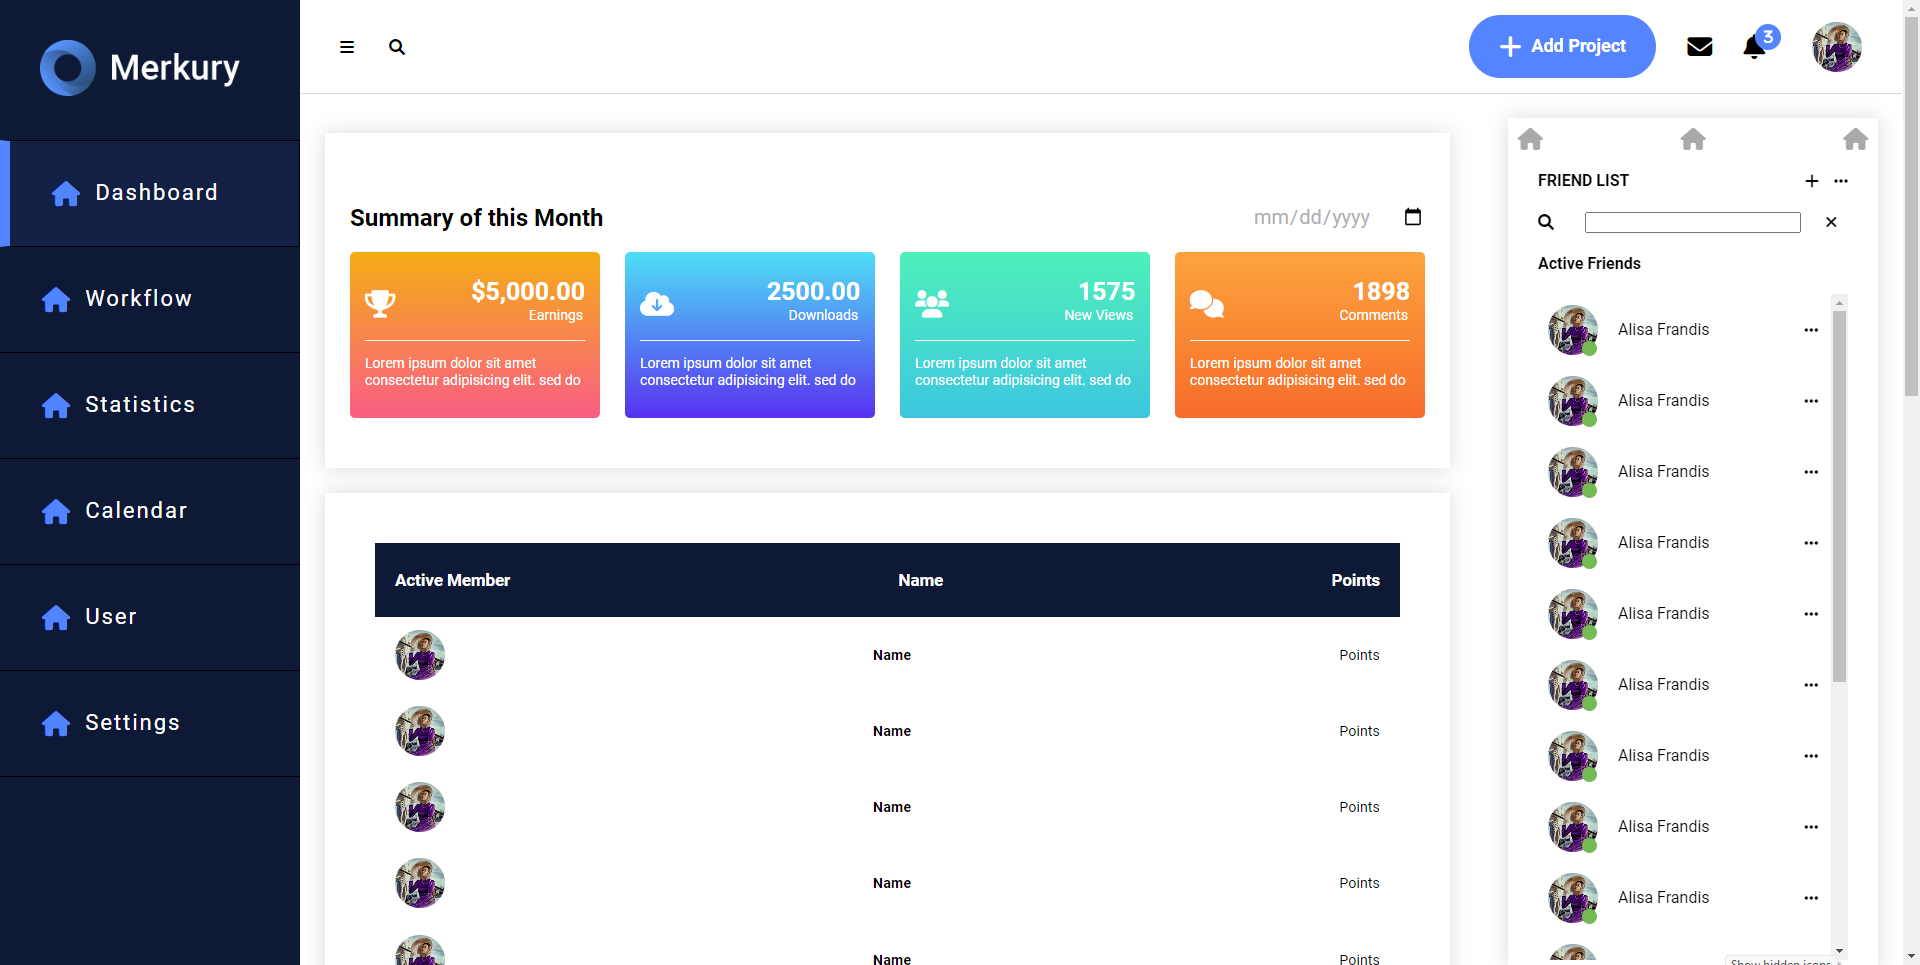 Merkury
Dashboard
Workflow
Statistics
Calendar
User
Settings
Add Project
3
Summary of this Month
mm/dd/yyyy
$5,000.00
Earnings
Lorem ipsum dolor sit amet
consectetur adipisicing elit. sed do
2500.00
Downloads
Lorem ipsum dolor sit amet
consectetur adipisicing elit. sed do
1575
New Views
Lorem ipsum dolor sit amet
consectetur adipisicing elit. sed do
1898
Comments
Lorem ipsum dolor sit amet
consectetur adipisicing elit. sed do
Active Member Name Points
Name Points
Name Points
Name Points
Name Points
Name Points
FRIEND LIST
Active Friends
Alisa Frandis
Alisa Frandis
Alisa Frandis
Alisa Frandis
Alisa Frandis
Alisa Frandis
Alisa Frandis
Alisa Frandis
Alisa Frandis
Show hidden icons